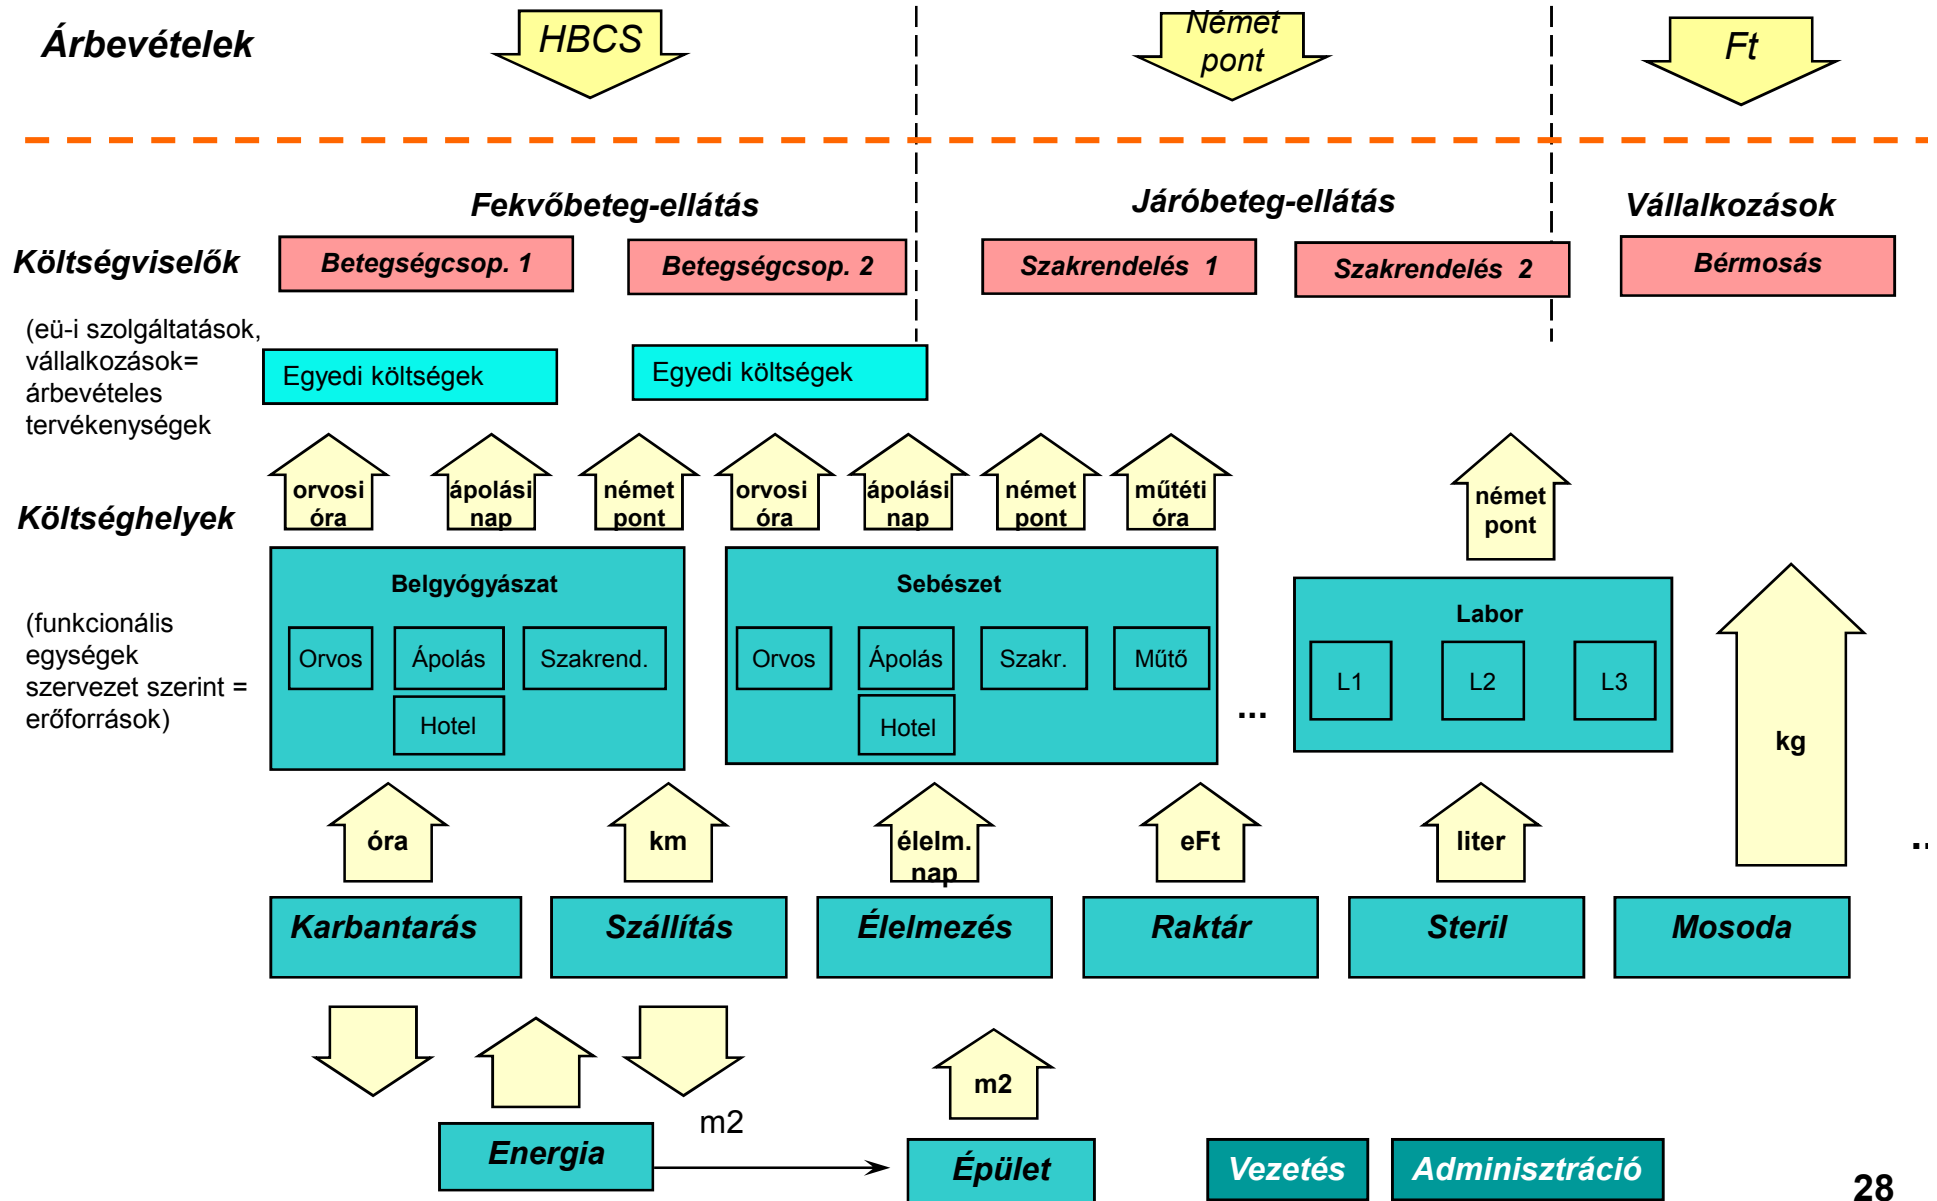 Árbevételek
HBCS
Német
pont
Ft
Fekvőbeteg-ellátás
Járóbeteg-ellátás
Vállalkozások
Költségviselők
Betegségcsop. 1
Betegségcsop. 2
Szakrendelés 1
Szakrendelés 2
Bérmosás
(eü-i szolgáltatások,
vállalkozások=
árbevételes
tervékenységek
Egyedi költségek
Egyedi költségek
Költséghelyek
orvosi
óra
ápolási
nap
német
pont
orvosi
óra
ápolási
nap
német
pont
műtéti
óra
német
pont
(funkcionális
egységek
szervezet szerint =
erőforrások)
Belgyógyászat
Orvos
Ápolás
Szakrend.
Hotel
Sebészet
Orvos
Ápolás
Szakr.
Műtő
Hotel
...
Labor
L1
L2
L3
kg
óra
km
élelm.
nap
eFt
liter
..
Karbantarás
Szállítás
Élelmezés
Raktár
Steril
Mosoda
m2
m2
Energia
Épület
Vezetés
Adminisztráció
28